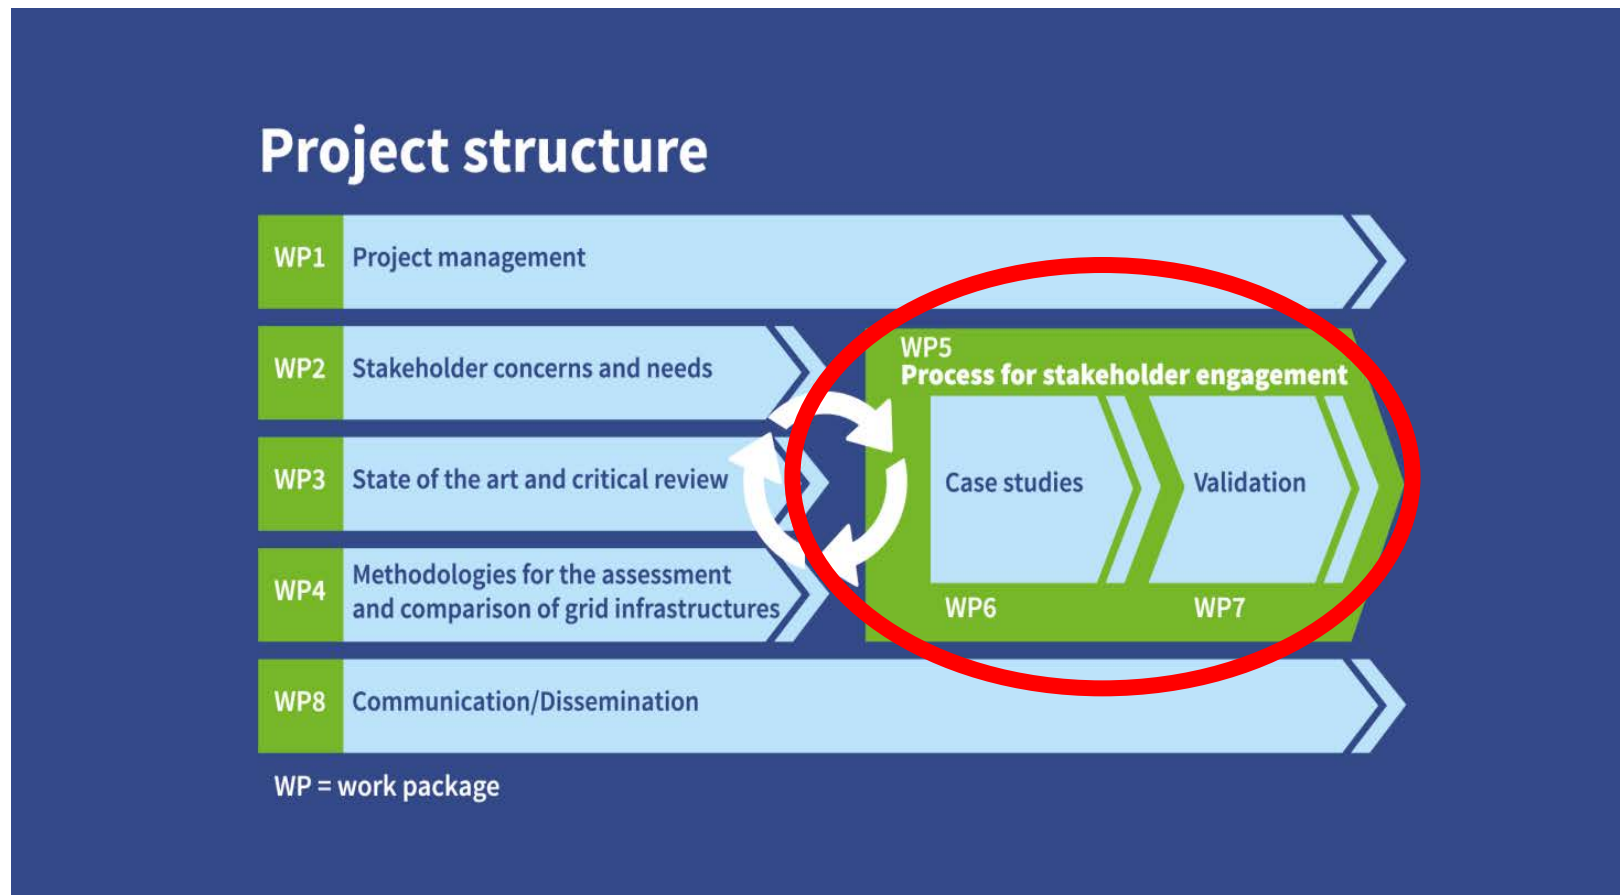 Project structure
WP1 Project management
WP2 Stakeholder concerns and needs
WP3 State of the art and critical review
WP4 Methodologies for the assessment
and comparison of grid infrastructures
WP5
Process for stakeholder engagement
Case studies
Validation
WP6
WP7
WP8 Communication/Dissemination
WP = work package